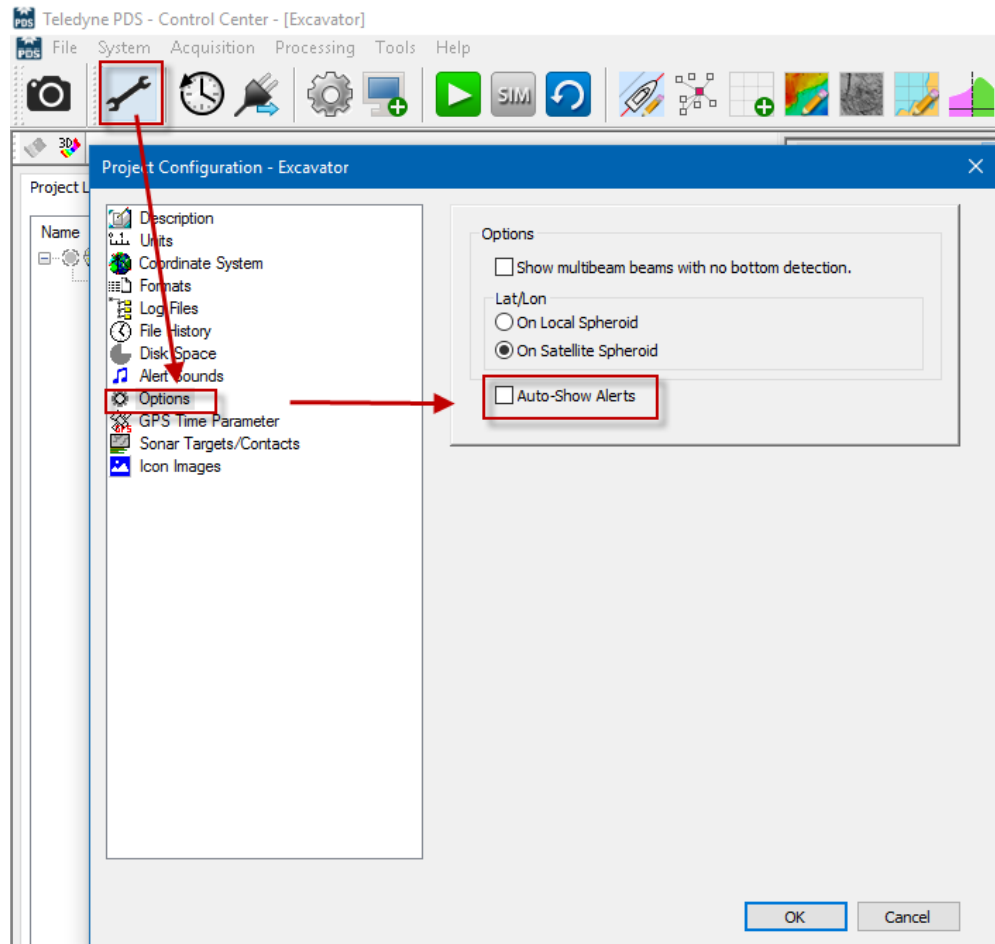 Teledyne PDS - Control Center - [Excavator]
PDS File System Acquisition Processing Tools Help
SIM
3D
Project Configuration - Excavator
Project L
Name
Description
Units
Coordinate System
Formats
Log Files
File History
Disk Space
Alert Sounds
Options
GPS Time Parameter
Sonar Targets/Contacts
Icon Images
Options
Show multibeam beams with no bottom detection.
Lat/Lon
On Local Spheroid
On Satellite Spheroid
Auto-Show Alerts
OK Cancel